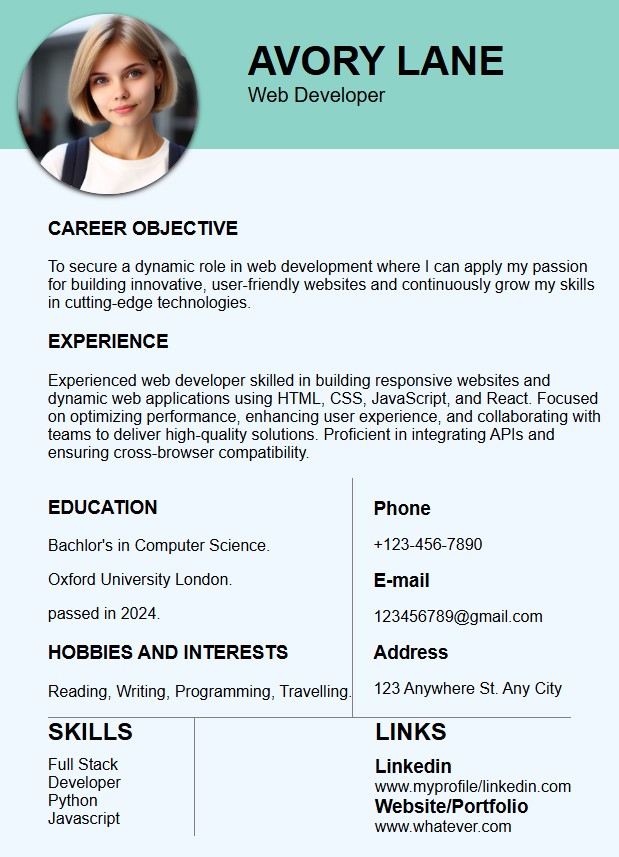 AVORY LANE
Web Developer
CAREER OBJECTIVE
To secure a dynamic role in web development where I can apply my passion
for building innovative, user-friendly websites and continuously grow my skills
in cutting-edge technologies.
EXPERIENCE
Experienced web developer skilled in building responsive websites and
dynamic web applications using HTML, CSS, JavaScript, and React. Focused
on optimizing performance, enhancing user experience, and collaborating with
teams to deliver high-quality solutions. Proficient in integrating APIs and
ensuring cross-browser compatibility.
EDUCATION
Bachlor's in Computer Science.
Oxford University London.
passed in 2024.
HOBBIES AND INTERESTS
Reading, Writing, Programming, Travelling.
Phone
+123-456-7890
E-mail
123456789@gmail.com
Address
123 Anywhere St. Any City
SKILLS
Full Stack
Developer
Python
Javascript
LINKS
Linkedin
www.myprofile/linkedin.com
Website/Portfolio
www.whatever.com